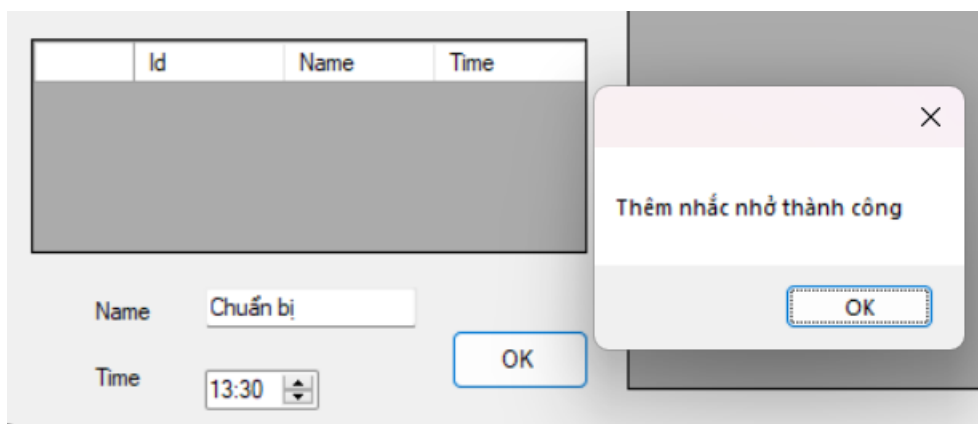 Id Name Time
Thêm nhắc nhở thành công
OK
Name Chuẩn bị
OK
Time 13:30